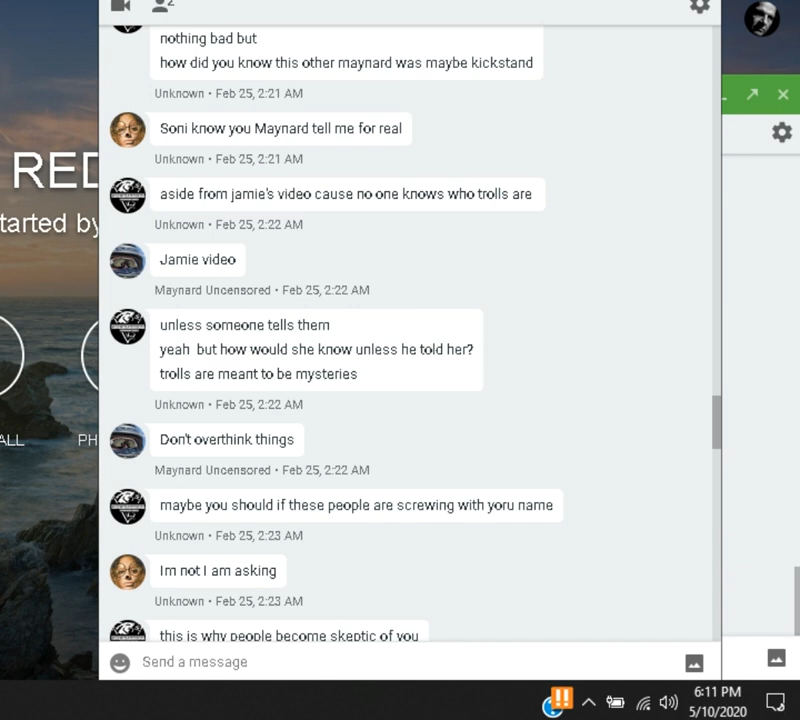 2
nothing bad but
how did you know this other maynard was maybe kickstand
Unknown • Feb 25, 2:21 AM
Soni know you Maynard tell me for real
Unknown • Feb 25, 2:21 AM
RED
tarted by
aside from jamie's video cause no one knows who trolls are
Unknown • Feb 25, 2:22 AM
Jamie video
Maynard Uncensored • Feb 25, 2:22 AM
unless someone tells them
yeah but how would she know unless he told her?
trolls are meant to be mysteries
Unknown • Feb 25, 2:22 AM
ALL
PH
Don't overthink things
Maynard Uncensored • Feb 25, 2:22 AM
maybe you should if these people are screwing with yoru name
Unknown • Feb 25, 2:23 AM
Im not I am asking
Unknown • Feb 25, 2:23 AM
this is why people become skeptic of you
Send a message
6:11 PM
5/10/2020